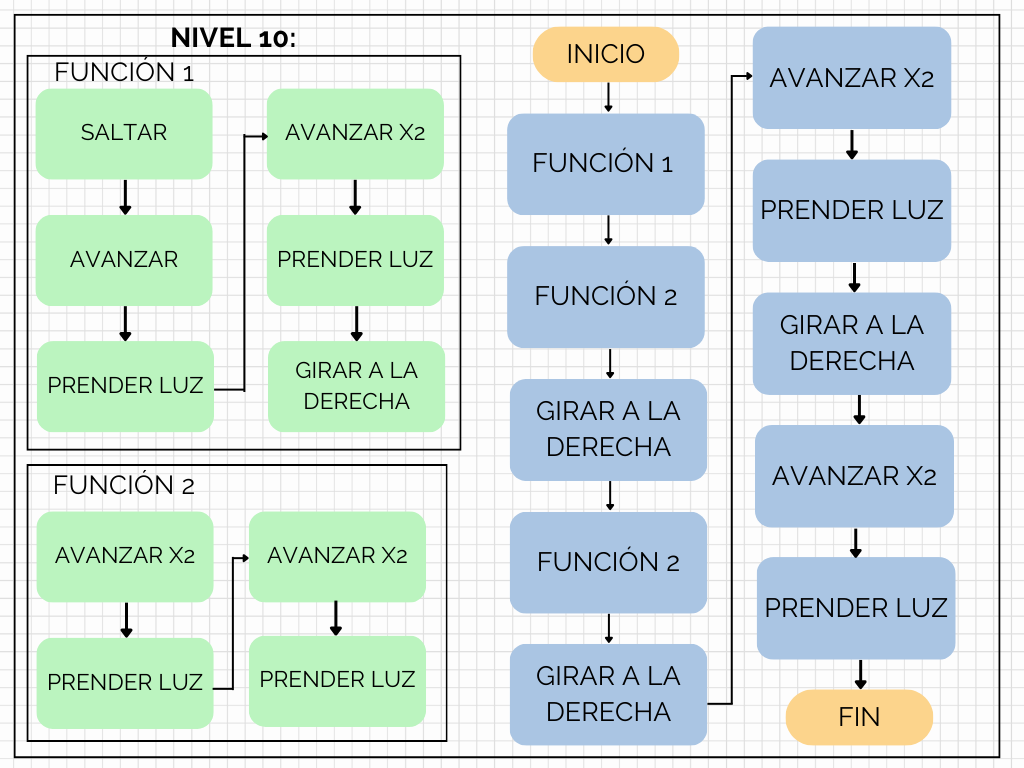 NIVEL 10:
FUNCIÓN 1
SALTAR
AVANZAR
PRENDER LUZ
AVANZAR X2
PRENDER LUZ
GIRAR A LA
DERECHA
FUNCIÓN 2
AVANZAR X2
PRENDER LUZ
AVANZAR X2
PRENDER LUZ
INICIO
FUNCIÓN 1
FUNCIÓN 2
GIRAR A LA
DERECHA
FUNCIÓN 2
GIRAR A LA
DERECHA
AVANZAR X2
PRENDER LUZ
GIRAR A LA
DERECHA
AVANZAR X2
PRENDER LUZ
FIN